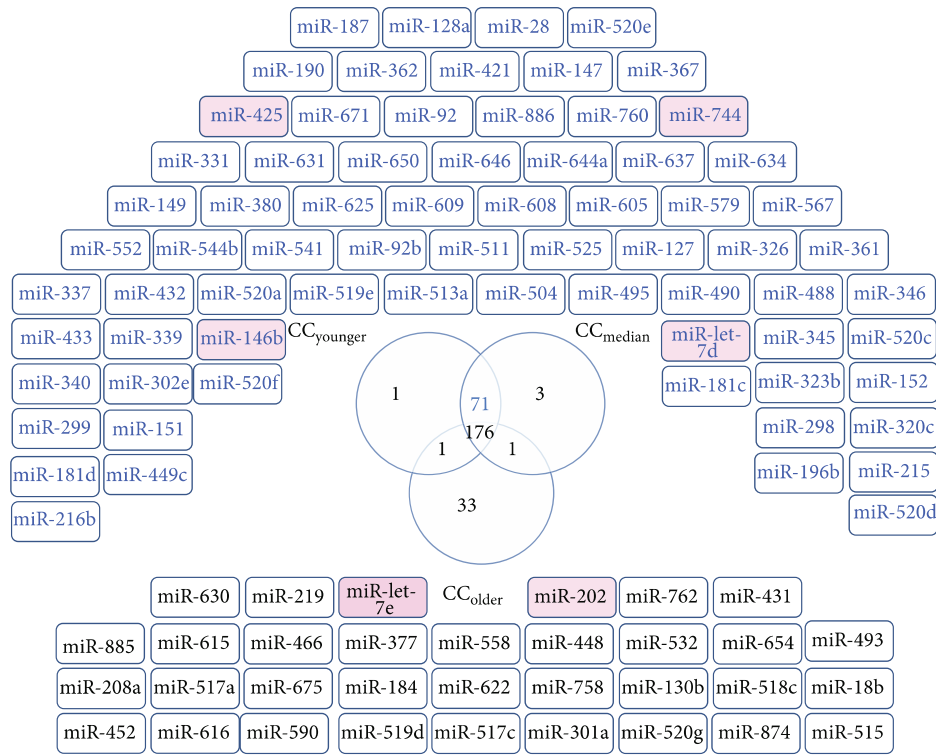 miR-187 miR-128a miR-28 miR-520e
miR-190 miR-362 miR-421 miR-147 miR-367
miR-425 miR-671 miR-92 miR-886 miR-760 miR-744
miR-331 miR-631 miR-650 miR-646 miR-644a miR-637 miR-634
miR-149 miR-380 miR-625 miR-609 miR-608 miR-605 miR-579 miR-567
miR-552 miR-544b miR-541 miR-92b miR-511 miR-525 miR-127 miR-326 miR-361
miR-337 miR-432 miR-520a miR-519e miR-513a miR-504 miR-495 miR-490 miR-488 miR-346
miR-433 miR-339 miR-146b CCyounger CCmedian miR-let-7d miR-345 miR-520c
miR-340 miR-302e miR-520f 1 71 3 miR-181c miR-323b miR-152
miR-299 miR-151 176 miR-298 miR-320c
1 1
miR-181d miR-449c miR-196b miR-215
miR-216b 33 miR-520d
miR-630 miR-219 miR-let-7e CColder miR-202 miR-762 miR-431
miR-885 miR-615 miR-466 miR-377 miR-558 miR-448 miR-532 miR-654 miR-493
miR-208a miR-517a miR-675 miR-184 miR-622 miR-758 miR-130b miR-518c miR-18b
miR-452 miR-616 miR-590 miR-519d miR-517c miR-301a miR-520g miR-874 miR-515